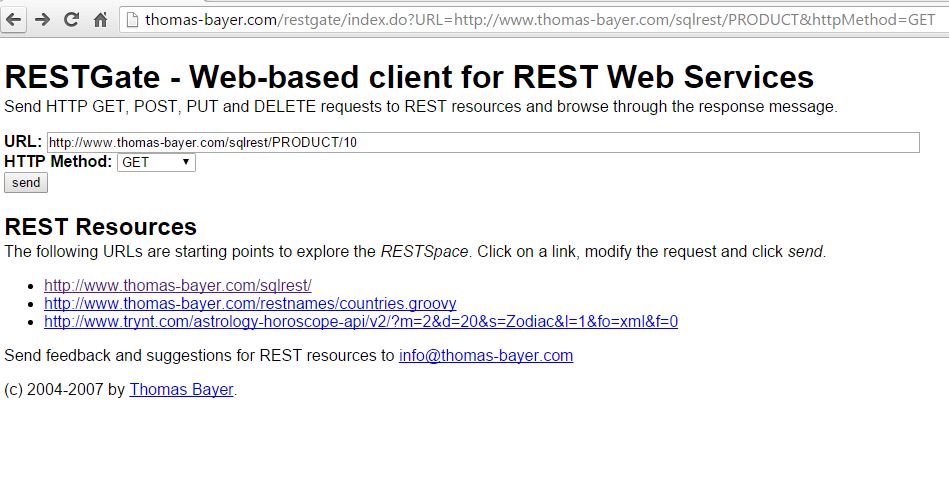 thomas-bayer.com/restgate/index.do?URL=http://www.thomas-bayer.com/sqlrest/PRODUCT&httpMethod=GET
RESTGate - Web-based client for REST Web Services
Send HTTP GET, POST, PUT and DELETE requests to REST resources and browse through the response message.
URL: http://www.thomas-bayer.com/sqlrest/PRODUCT/10
HTTP Method: GET
send
REST Resources
The following URLs are starting points to explore the RESTSpace. Click on a link, modify the request and click send.
http://www.thomas-bayer.com/sqlrest/
http://www.thomas-bayer.com/restnames/countries.groovy
http://www.trynt.com/astrology-horoscope-api/v2/?m=2&d=20&s=Zodiac&l=1&fo=xml&f=0
Send feedback and suggestions for REST resources to info@thomas-bayer.com
(c) 2004-2007 by Thomas Bayer.